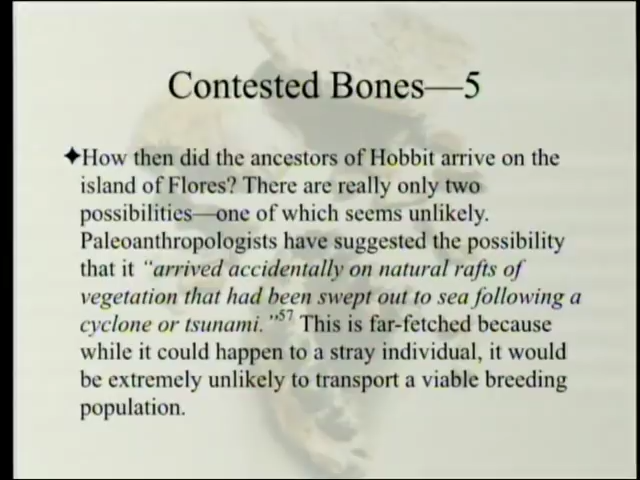 Contested Bones—5
✦How then did the ancestors of Hobbit arrive on the
island of Flores? There are really only two
possibilities—one of which seems unlikely.
Paleoanthropologists have suggested the possibility
that it “arrived accidentally on natural rafts of
vegetation that had been swept out to sea following a
cyclone or tsunami.”57 This is far-fetched because
while it could happen to a stray individual, it would
be extremely unlikely to transport a viable breeding
population.